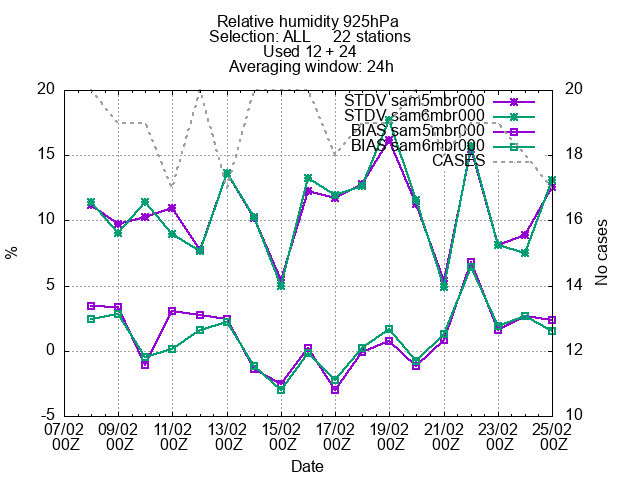 Relative humidity 925hPa
Selection: ALL 22 stations
Used 12 + 24
Averaging window: 24h
STDV sam5mbr000
STDV sam6mbr000
BIAS sam5mbr000
BIAS sam6mbr000
CASES
20
15
10
5
0
-5
%
20
18
16
14
12
10
No cases
07/02 09/02 11/02 13/02 15/02 17/02 19/02 21/02 23/02 25/02
00Z 00Z 00Z 00Z 00Z 00Z 00Z 00Z 00Z 00Z
Date